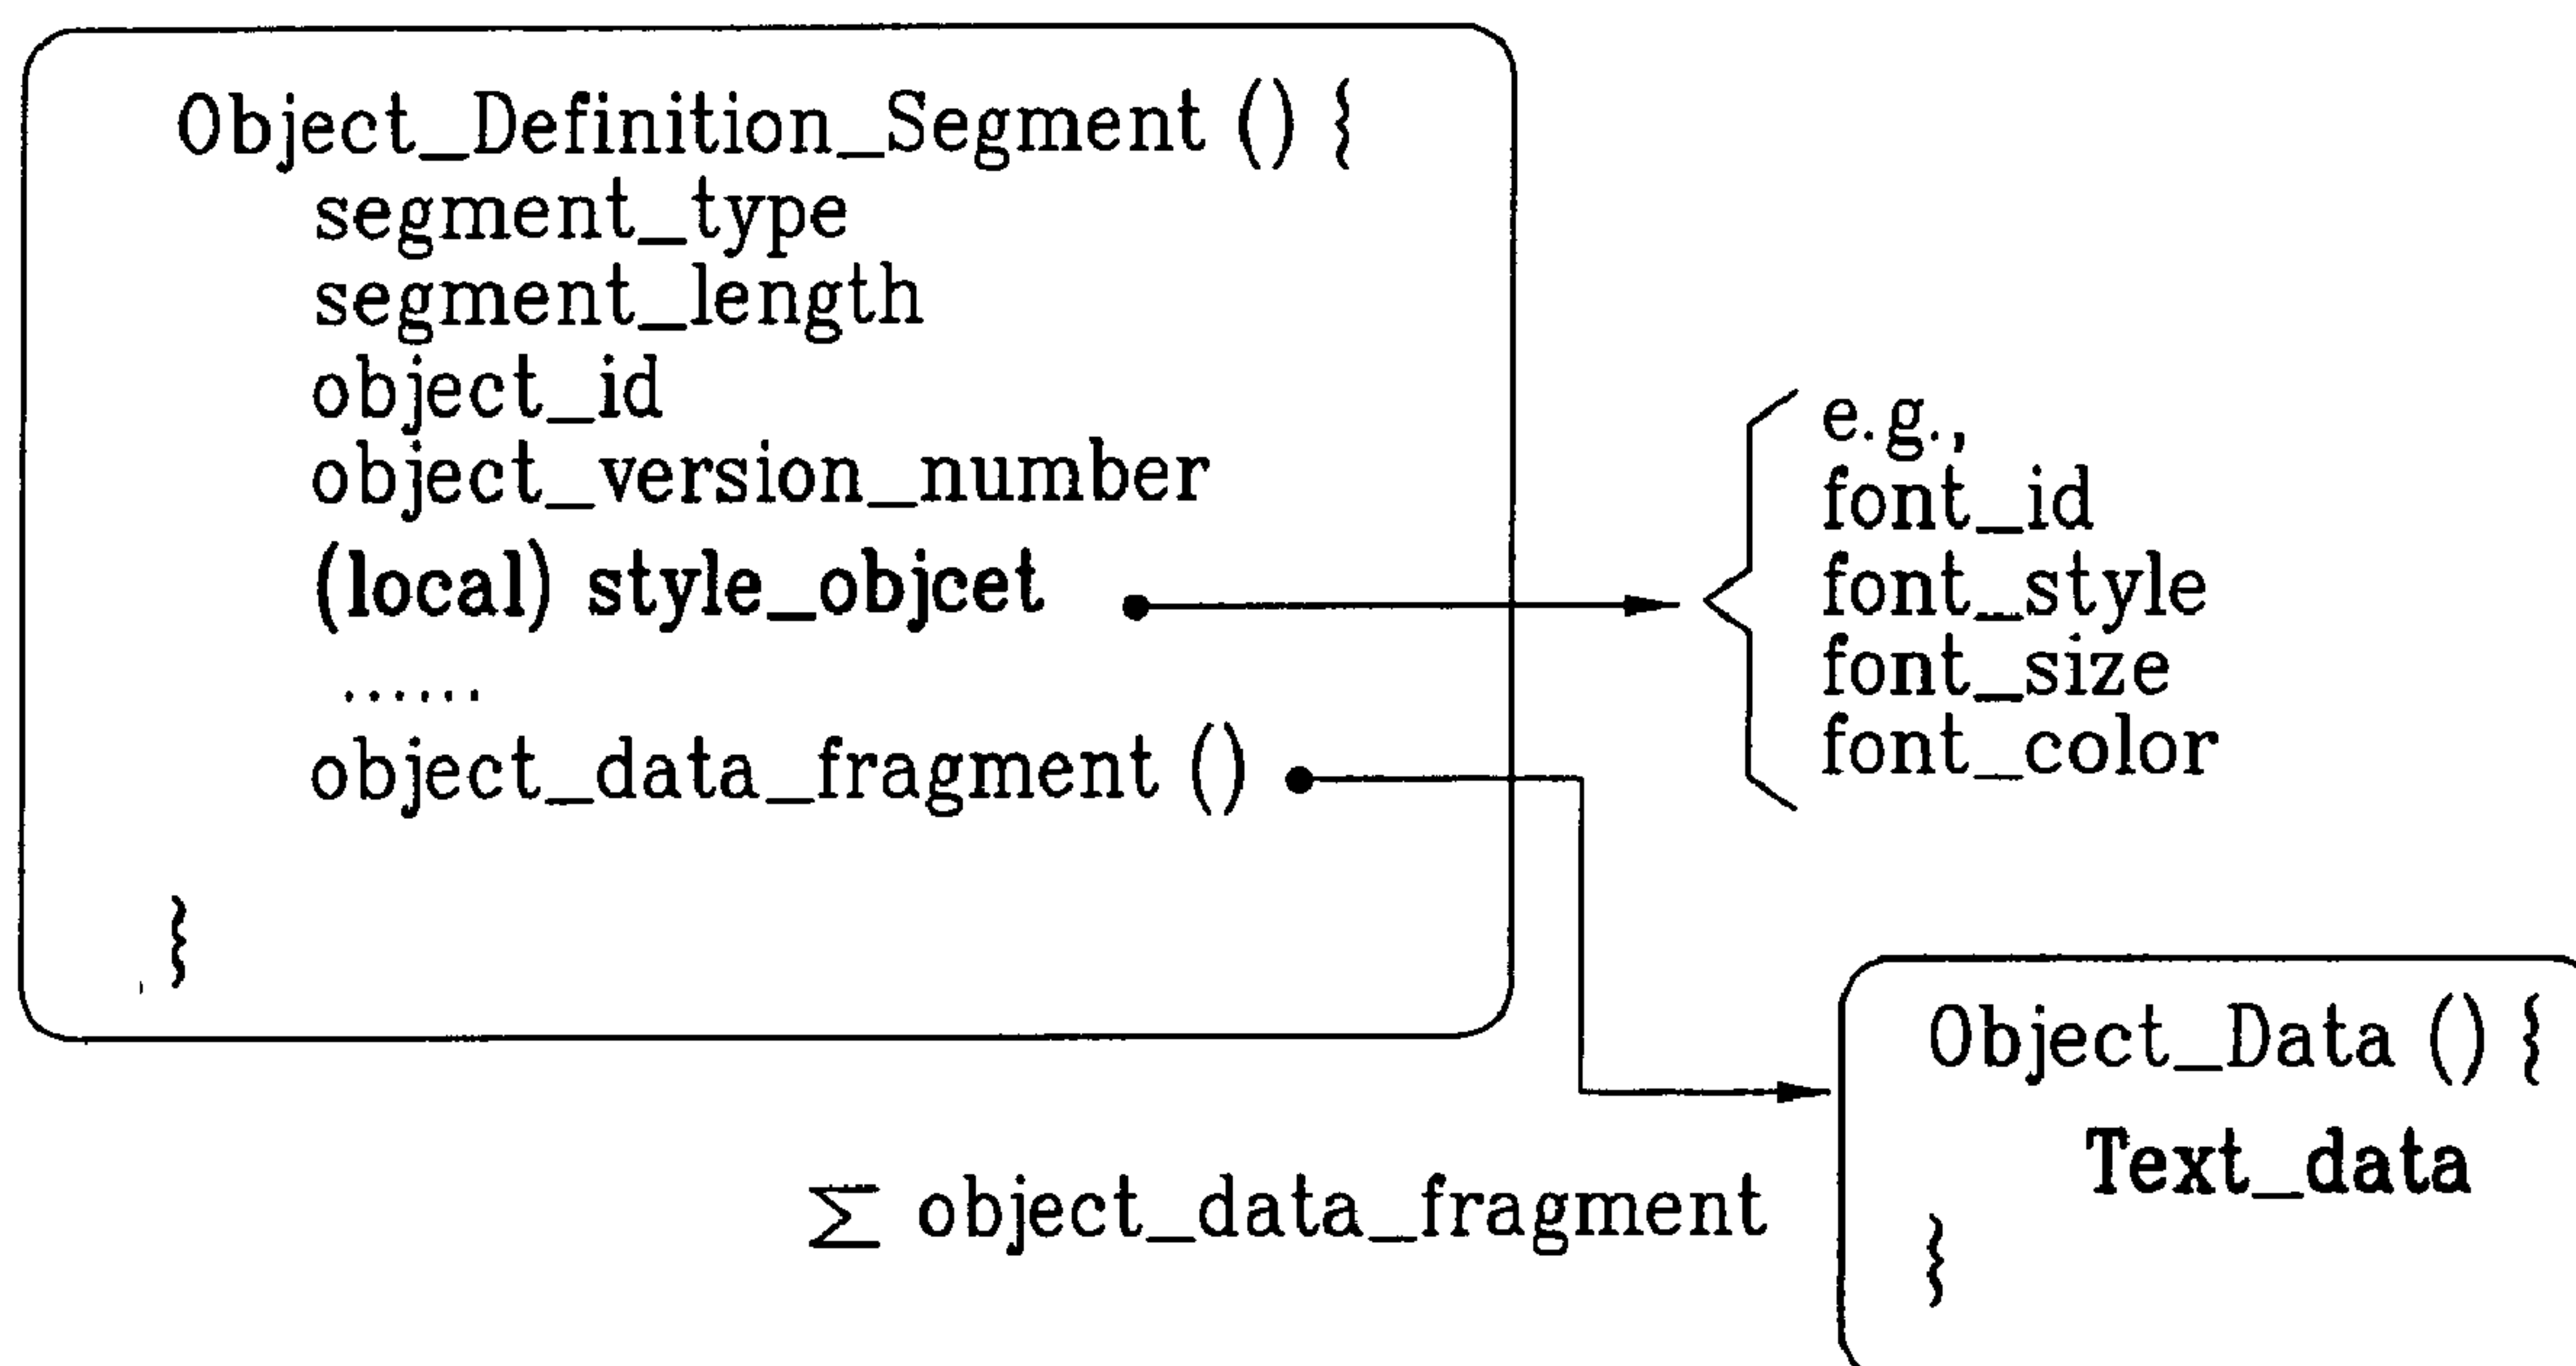 Object_Definition_Segment () {
segment_type
segment_length
object_id
object_version_number
(local) style_objcet
......
object_data_fragment ()
}
e.g.,
font_id
font_style
font_size
font_color
Σ object_data_fragment
Object_Data () {
Text_data
}